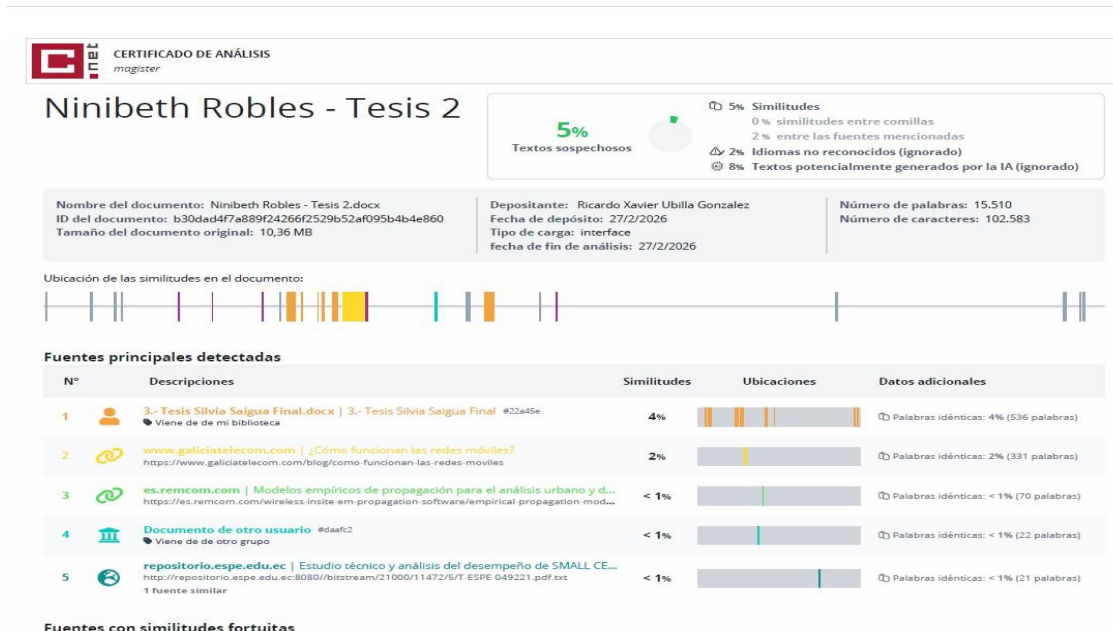 net
CERTIFICADO DE ANÁLISIS
magister
Ninibeth Robles - Tesis 2
5%
Textos sospechosos
5% Similitudes
0 % similitudes entre comillas
2 % entre las fuentes mencionadas
2% Idiomas no reconocidos (ignorado)
8% Textos potencialmente generados por la IA (ignorado)
Nombre del documento: Ninibeth Robles - Tesis 2.docx
ID del documento: b30dad4f7a889f24266f2529b52af095b4b4e860
Tamaño del documento original: 10,36 MB
Depositante: Ricardo Xavier Ubilla Gonzalez
Fecha de depósito: 27/2/2026
Tipo de carga: interface
fecha de fin de análisis: 27/2/2026
Número de palabras: 15.510
Número de caracteres: 102.583
Ubicación de las similitudes en el documento:
Fuentes principales detectadas
N° Descripciones Similitudes Ubicaciones Datos adicionales
1 3.- Tesis Silvia Saigua Final.docx | 3.- Tesis Silvia Saigua Final #22a45e
Viene de de mi biblioteca
4% Palabras idénticas: 4% (536 palabras)
2 www.galiciatelecom.com | ¿Cómo funcionan las redes móviles?
https://www.galiciatelecom.com/blog/como-funcionan-las-redes-moviles
2% Palabras idénticas: 2% (331 palabras)
3 es.remcom.com | Modelos empíricos de propagación para el análisis urbano y d...
https://es.remcom.com/wireless-insite-em-propagation-software/empirical-propagation-mod...
< 1% Palabras idénticas: < 1% (70 palabras)
4 Documento de otro usuario #daafc2
Viene de de otro grupo
< 1% Palabras idénticas: < 1% (22 palabras)
5 repositorio.espe.edu.ec | Estudio técnico y análisis del desempeño de SMALL CE...
http://repositorio.espe.edu.ec:8080//bitstream/21000/11472/5/T-ESPE-049221.pdf.txt
1 fuente similar
< 1% Palabras idénticas: < 1% (21 palabras)
Fuentes con similitudes fortuitas